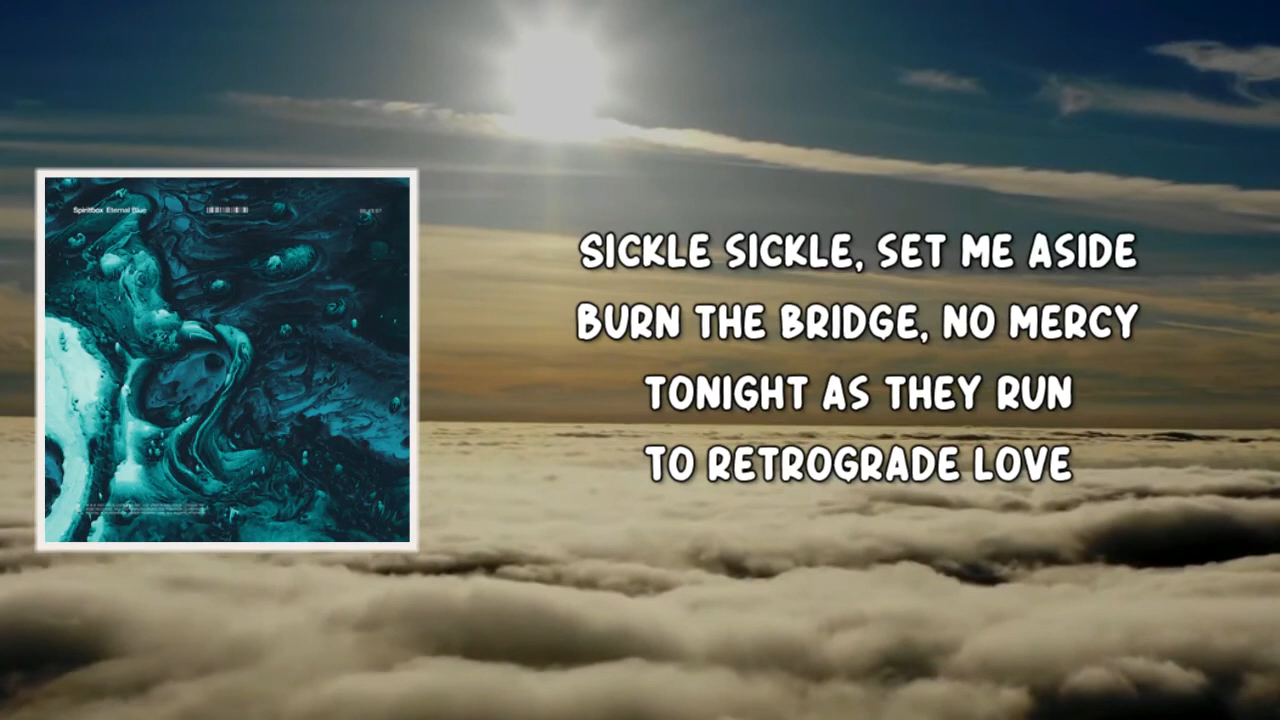 Spiritbox Eternal Blue
SICKLE SICKLE, SET ME ASIDE
BURN THE BRIDGE, NO MERCY
TONIGHT AS THEY RUN
TO RETROGRADE LOVE